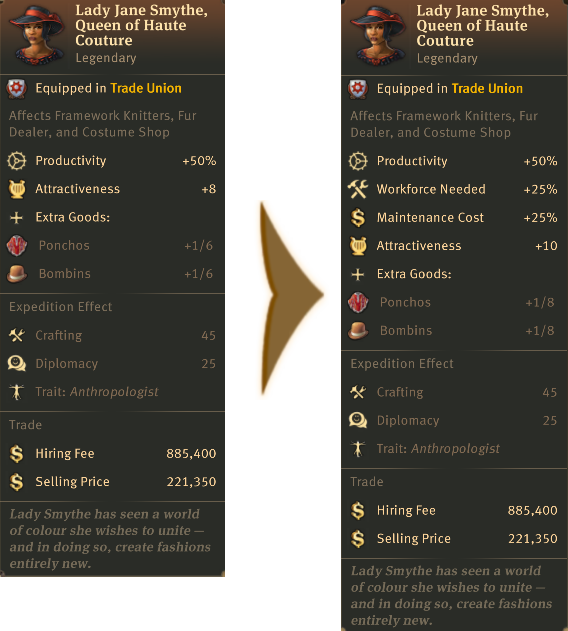 Lady Jane Smythe,
Queen of Haute
Couture
Legendary
Equipped in Trade Union
Affects Framework Knitters, Fur
Dealer, and Costume Shop
Productivity +50%
Attractiveness +8
Extra Goods:
Ponchos +1/6
Bombins +1/6
Expedition Effect
Crafting 45
Diplomacy 25
Trait: Anthropologist
Trade
Hiring Fee 885,400
Selling Price 221,350
Lady Smythe has seen a world
of colour she wishes to unite —
and in doing so, create fashions
entirely new.
Lady Jane Smythe,
Queen of Haute
Couture
Legendary
Equipped in Trade Union
Affects Framework Knitters, Fur
Dealer, and Costume Shop
Productivity +50%
Workforce Needed +25%
Maintenance Cost +25%
Attractiveness +10
Extra Goods:
Ponchos +1/8
Bombins +1/8
Expedition Effect
Crafting 45
Diplomacy 25
Trait: Anthropologist
Trade
Hiring Fee 885,400
Selling Price 221,350
Lady Smythe has seen a world
of colour she wishes to unite —
and in doing so, create fashions
entirely new.